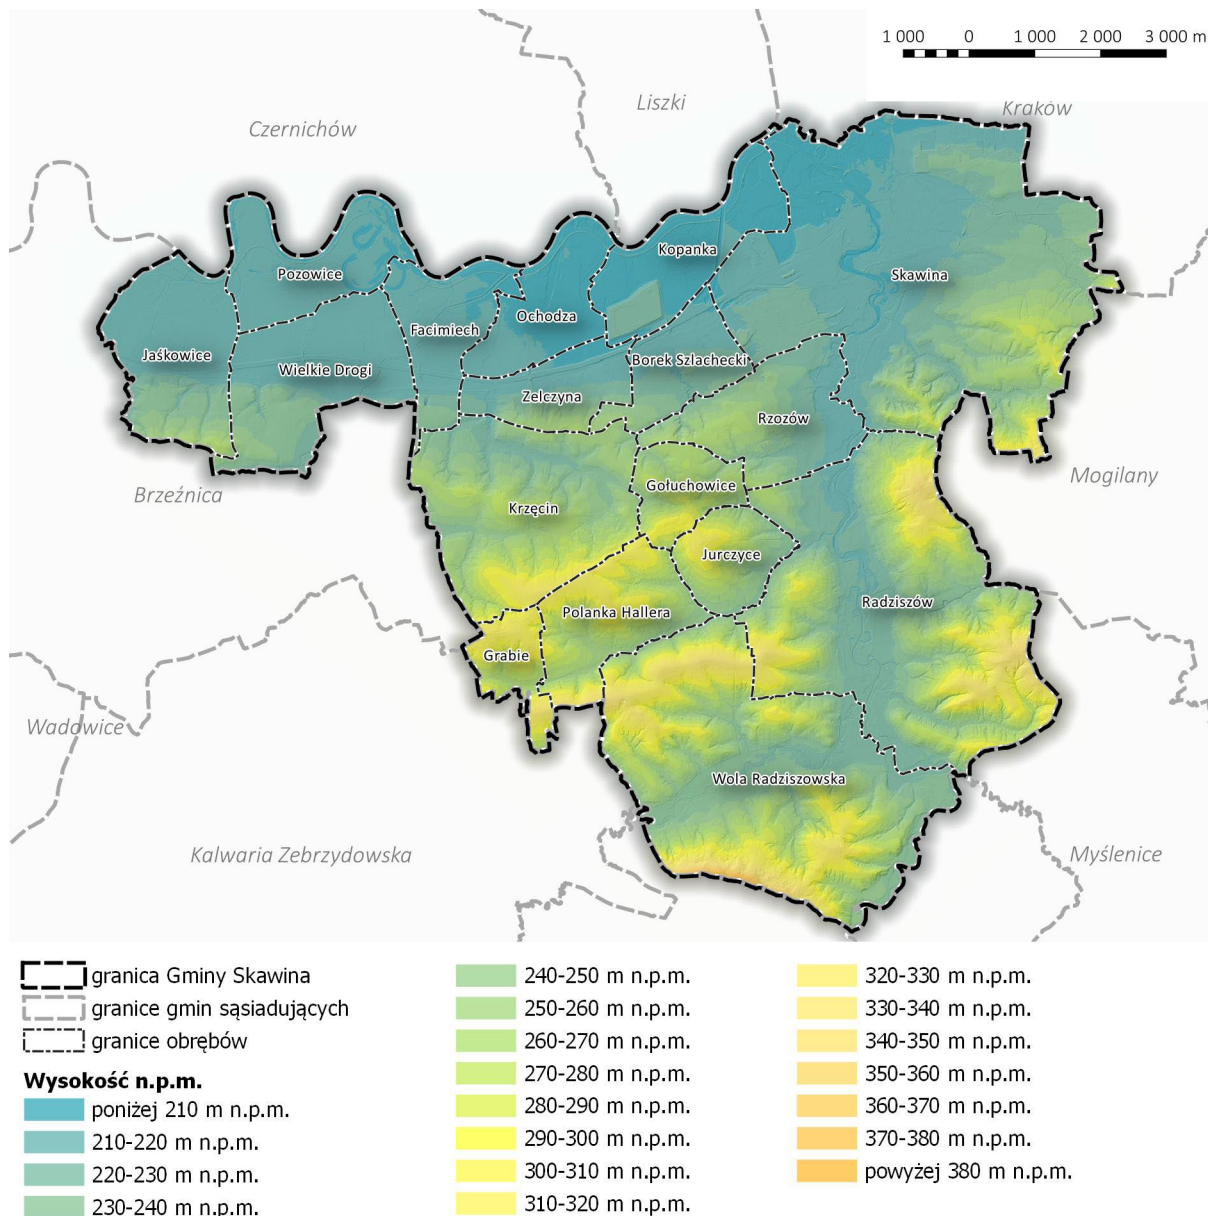 1 000 0 1 000 2 000 3 000 m
Liszki
Kraków
Czernichów
Kopanka
Pozowice
Skawina
Ochodza
Facimiech
Jaśkowice
Borek Szlachecki
Wielkie Drogi
Zelczyna
Rzozów
Mogilany
Gołuchowice
Brzeźnica
Krzęcin
Jurczyce
Radziszów
Polanka Hallera
Grabie
Wadowice
Wola Radziszowska
Kalwaria Zebrzydowska
Myślenice
granica Gminy Skawina
granice gmin sąsiadujących
granice obrębów
Wysokość n.p.m.
poniżej 210 m n.p.m.
210-220 m n.p.m.
220-230 m n.p.m.
230-240 m n.p.m.
240-250 m n.p.m.
250-260 m n.p.m.
260-270 m n.p.m.
270-280 m n.p.m.
280-290 m n.p.m.
290-300 m n.p.m.
300-310 m n.p.m.
310-320 m n.p.m.
320-330 m n.p.m.
330-340 m n.p.m.
340-350 m n.p.m.
350-360 m n.p.m.
360-370 m n.p.m.
370-380 m n.p.m.
powyżej 380 m n.p.m.